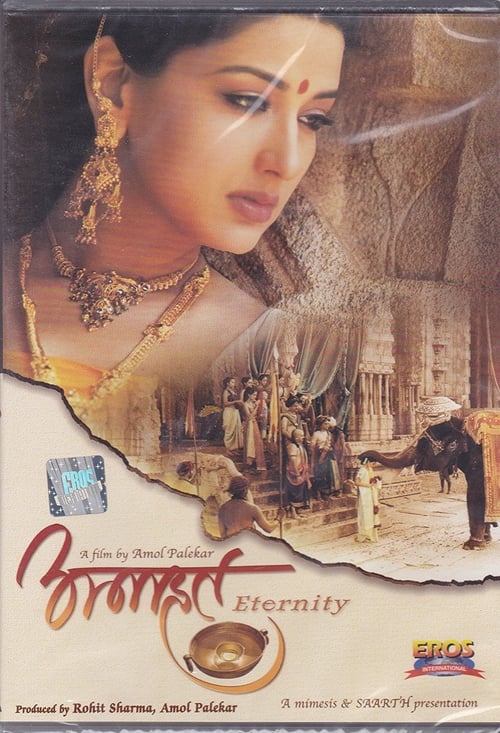 EROS
A film by Amol Palekar
अनाहत
Eternity
EROS
INTERNATIONAL
Produced by Rohit Sharma, Amol Palekar
A mimesis & SAARTH presentation